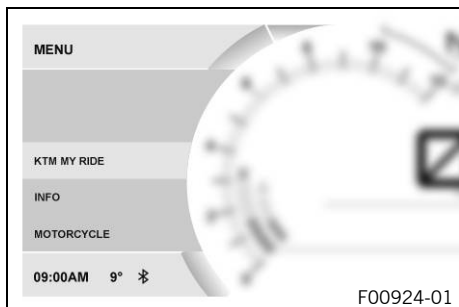 MENU
KTM MY RIDE
INFO
MOTORCYCLE
09:00AM 9°
F00924-01